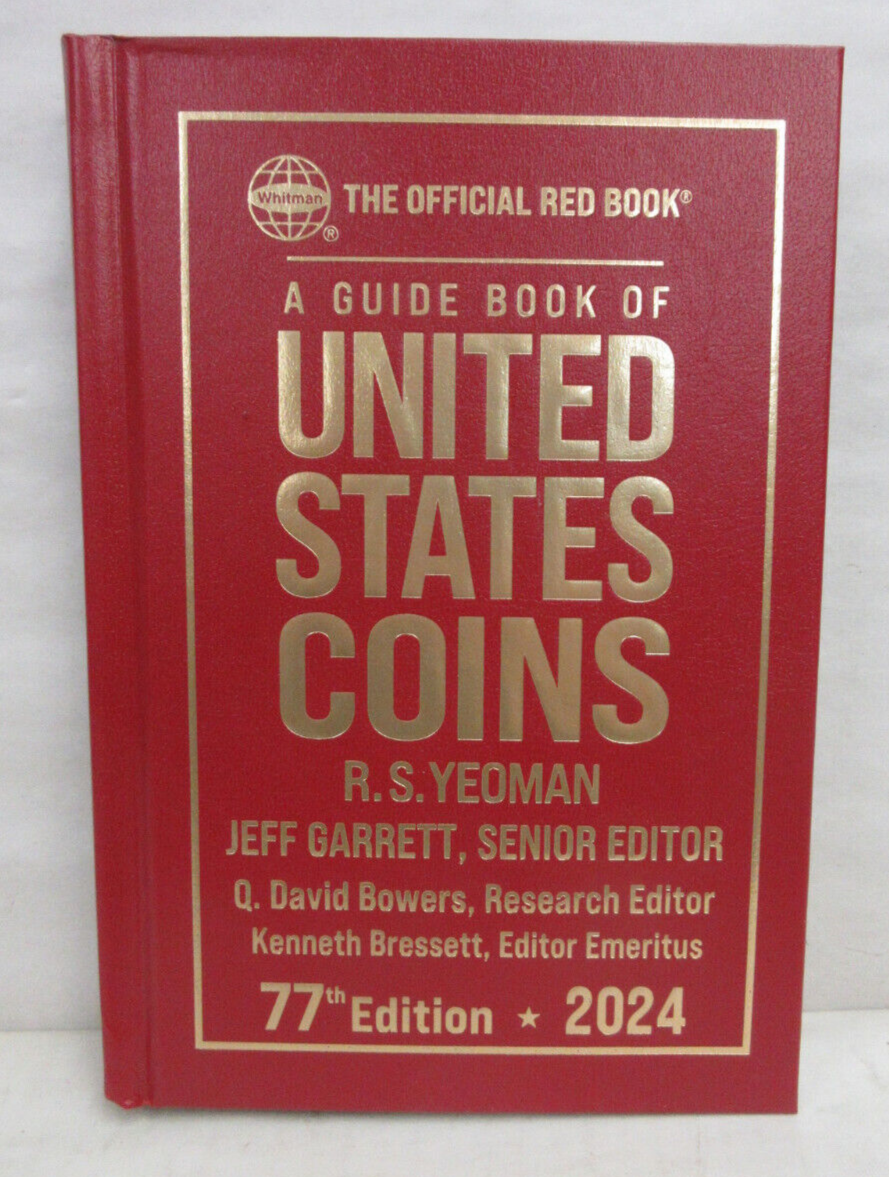 Whitman ®
THE OFFICIAL RED BOOK®
A GUIDE BOOK OF
UNITED
STATES
COINS
R.S. YEOMAN
JEFF GARRETT, SENIOR EDITOR
Q. David Bowers, Research Editor
Kenneth Bressett, Editor Emeritus
77th Edition ★ 2024